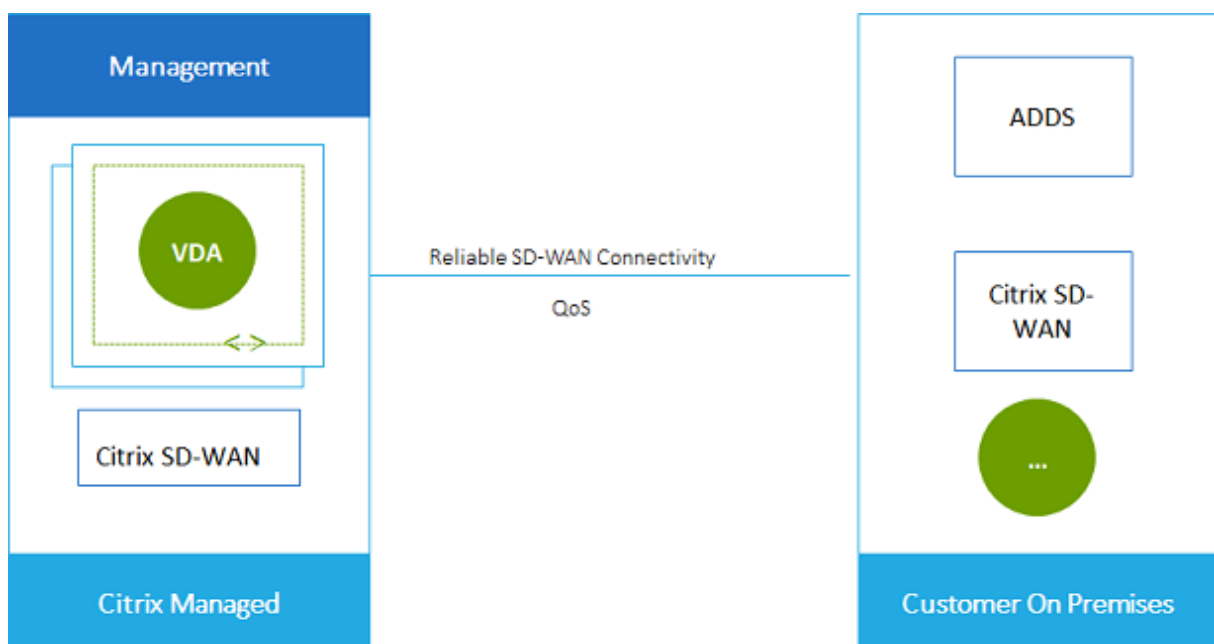 Management
VDA
Citrix SD-WAN
Citrix Managed
Reliable SD-WAN Connectivity
QoS
ADDS
Citrix SD-
WAN
...
Customer On Premises